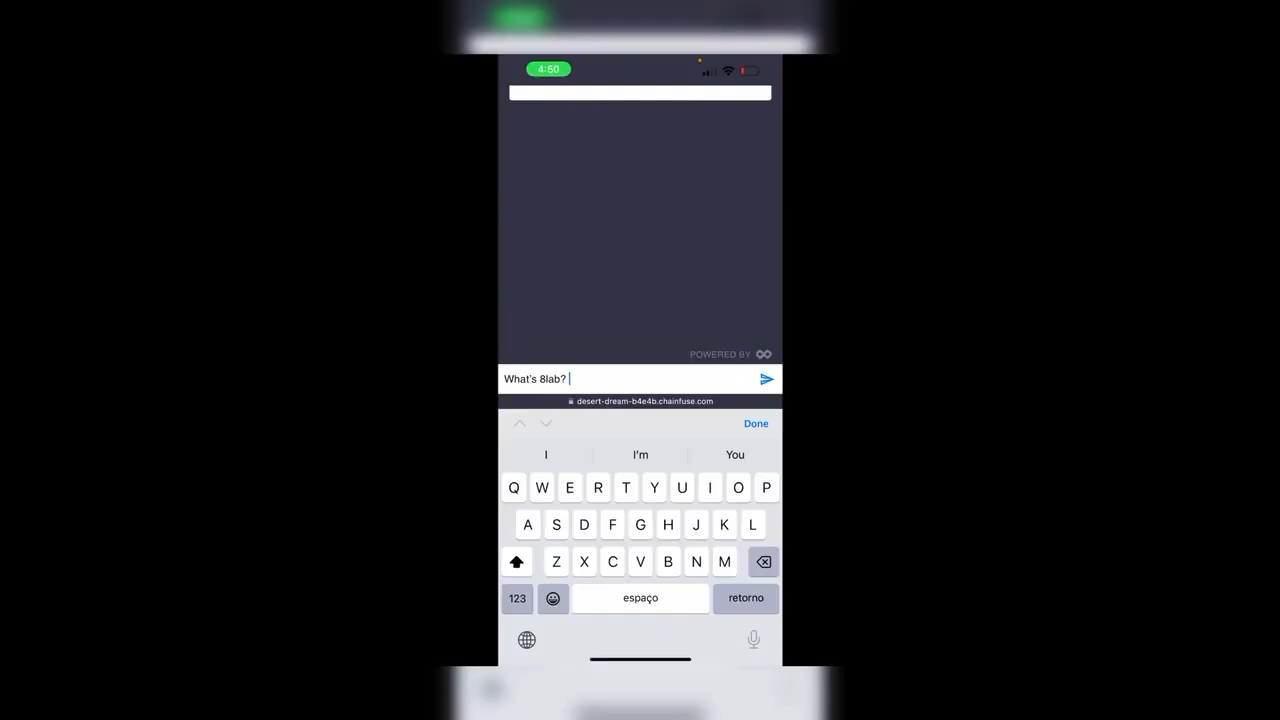 4:50
POWERED BY
What's 8lab?
desert-dream-b4e4b.chainfuse.com
Done
I I'm You
Q W E R T Y U I O P
A S D F G H J K L
Z X C V B N M
123 espaço retorno